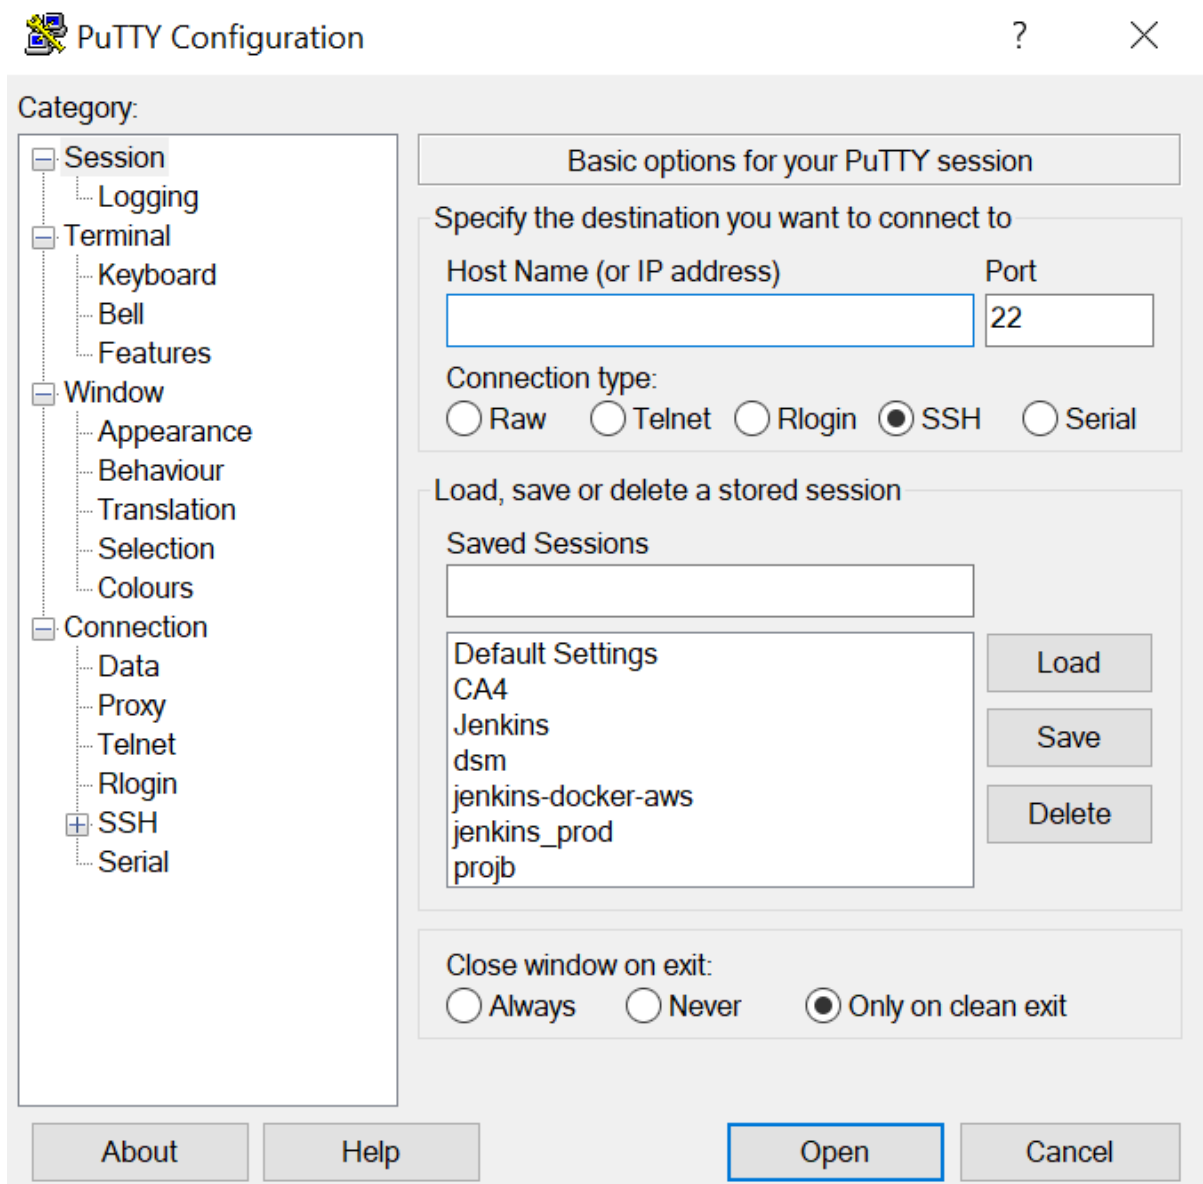 PuTTY Configuration
?
Category:
Session
Logging
Terminal
Keyboard
Bell
Features
Window
Appearance
Behaviour
Translation
Selection
Colours
Connection
Data
Proxy
Telnet
Rlogin
SSH
Serial
Basic options for your PuTTY session
Specify the destination you want to connect to
Host Name (or IP address) Port
22
Connection type:
Raw Telnet Rlogin SSH Serial
Load, save or delete a stored session
Saved Sessions
Default Settings
CA4
Jenkins
dsm
jenkins-docker-aws
jenkins_prod
projb
Load
Save
Delete
Close window on exit:
Always Never Only on clean exit
About Help Open Cancel